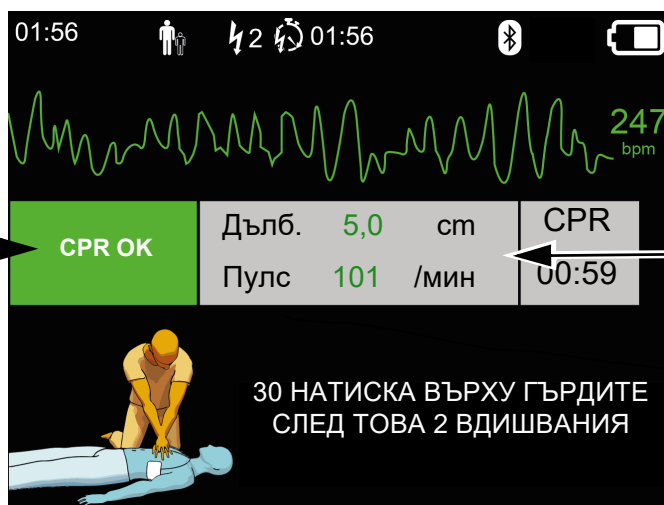 01:56 2 01:56
247
bpm
CPR OK
Дълб. 5,0 cm
Пулс 101 /мин
CPR
00:59
30 НАТИСКА ВЪРХУ ГЪРДИТЕ
СЛЕД ТОВА 2 ВДИШВАНИЯ